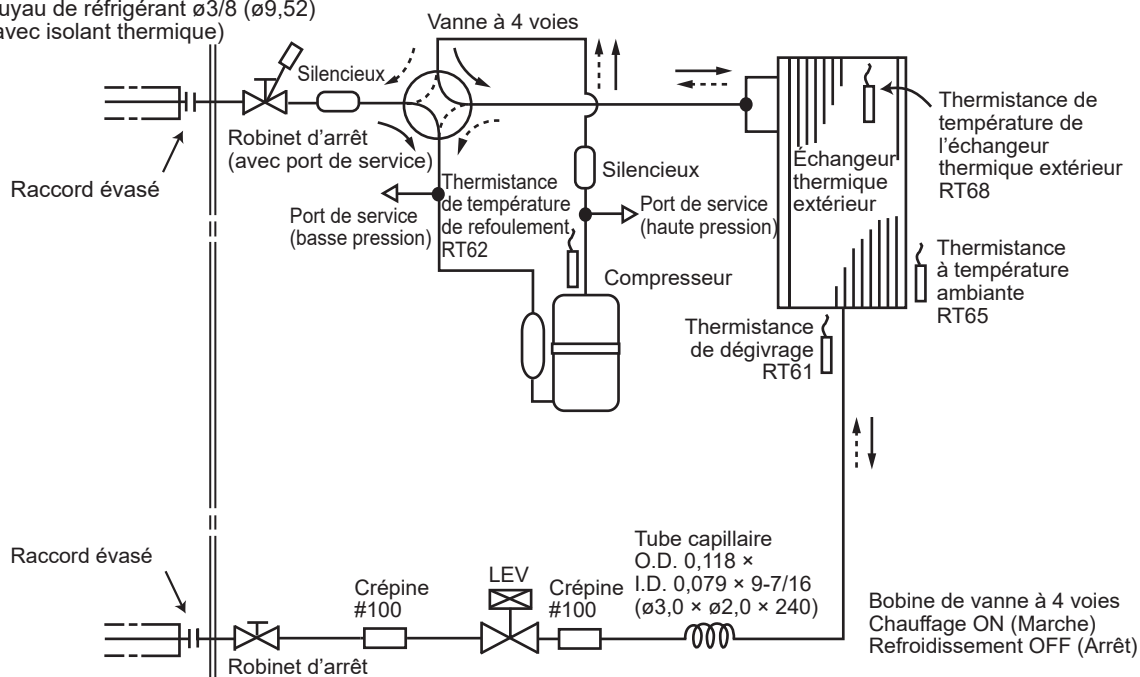 uyau de réfrigérant ø3/8 (ø9,52)
avec isolant thermique)
Vanne à 4 voies
Silencieux
Robinet d’arrêt
(avec port de service)
Raccord évasé
Thermistance de
température de
l’échangeur
thermique extérieur
RT68
Échangeur
thermique
extérieur
Silencieux
Thermistance
de température
de refoulement
RT62
Port de service
(basse pression)
Port de service
(haute pression)
Compresseur
Thermistance
à température
ambiante
RT65
Thermistance
de dégivrage
RT61
Raccord évasé
Robinet d’arrêt
Crépine
#100
LEV
Crépine
#100
Tube capillaire
O.D. 0,118 ×
I.D. 0,079 × 9-7/16
(ø3,0 × ø2,0 × 240)
Bobine de vanne à 4 voies
Chauffage ON (Marche)
Refroidissement OFF (Arrêt)